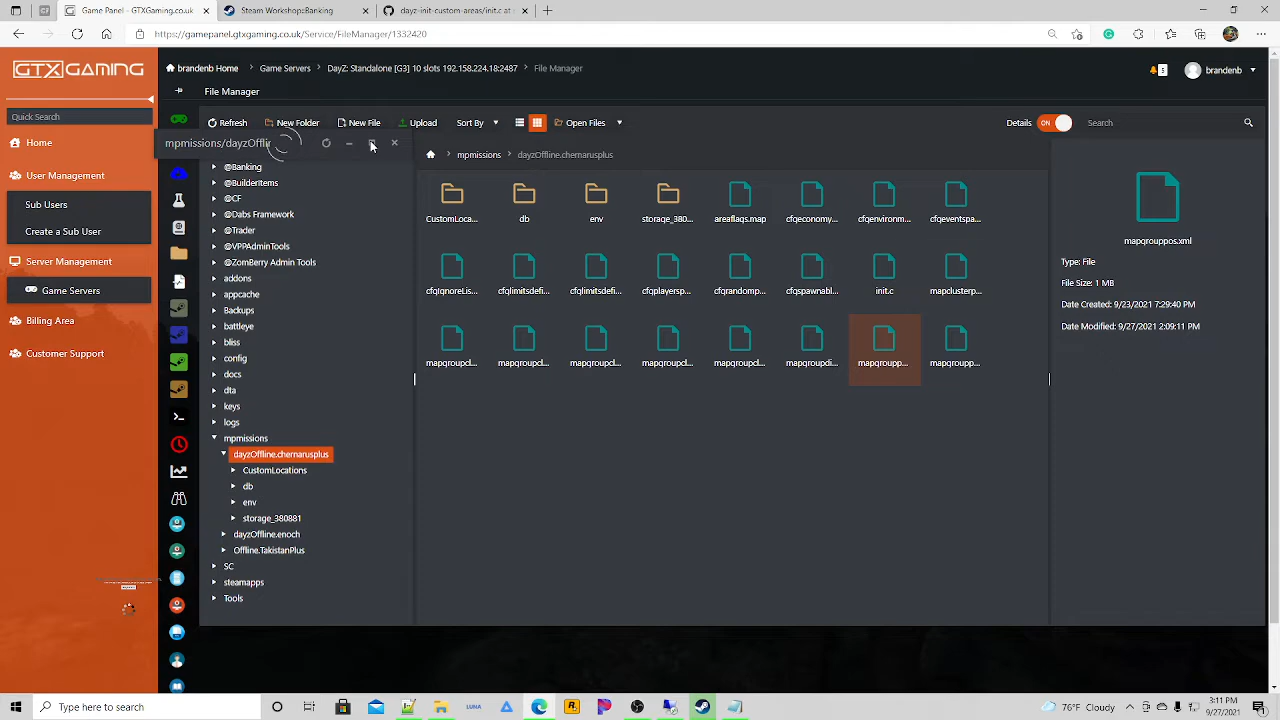 Game Panel - GTXgaming.co.uk
Steam Workshop::Banking
dayz-custom-areas/init.c at
https://gamepanel.gtxgaming.co.uk/Service/FileManager/1332420
GTXGAMING
brandenb Home
Game Servers
DayZ: Standalone [G3] 10 slots 192.158.224.18:2487
File Manager
5
brandenb
File Manager
Quick Search
Home
User Management
Sub Users
Create a Sub User
Server Management
Game Servers
Billing Area
Customer Support
Refresh
New Folder
New File
Upload
Sort By
Open Files
Details
ON
Search
mpmissions/dayzOffli
mpmissions
dayzOffline.chernarusplus
@Banking
@BuilderItems
@CF
@Dabs Framework
@Trader
@VPPAdminTools
@ZomBerry Admin Tools
addons
appcache
Backups
battleye
bliss
config
docs
dta
keys
logs
mpmissions
dayzOffline.chernarusplus
CustomLocations
db
env
storage_380881
dayzOffline.enoch
Offline.TakistanPlus
SC
steamapps
Tools
CustomLoca...
db
env
storage_380...
areaflags.map
cfgeconomy...
cfgenvironm...
cfgeventspa...
cfgIgnoreLis...
cfglimitsdefi...
cfglimitsdefi...
cfgplayersp...
cfgrandomp...
cfgspawnabl...
init.c
mapclusterp...
mapgroupcl...
mapgroupcl...
mapgroupcl...
mapgroupcl...
mapgroupcl...
mapgroupdi...
mapgroupp...
mapgroupp...
mapgrouppos.xml
Type: File
File Size: 1 MB
Date Created: 9/23/2021 7:29:40 PM
Date Modified: 9/27/2021 2:09:11 PM
Type here to search
LUNA
76°F Cloudy
3:11 PM
9/27/2021